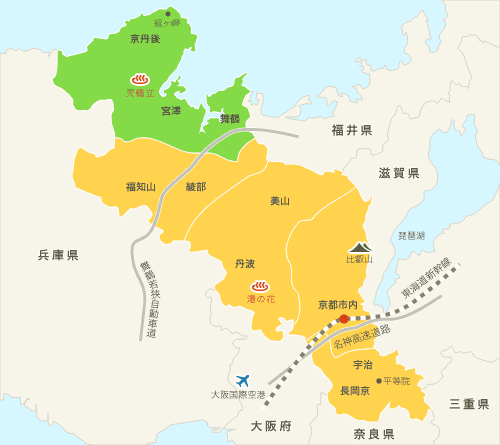 経ヶ岬
京丹後
天橋立
宮澤
舞鶴
福井県
滋賀県
福知山
綾部
美山
琵琶湖
比叡山
兵庫県
丹波
舞鶴若狭自動車道
湯の花
京都市内
東海道新幹線
名神高速道路
宇治
平等院
長岡京
大阪国際空港
三重県
大阪府
奈良県